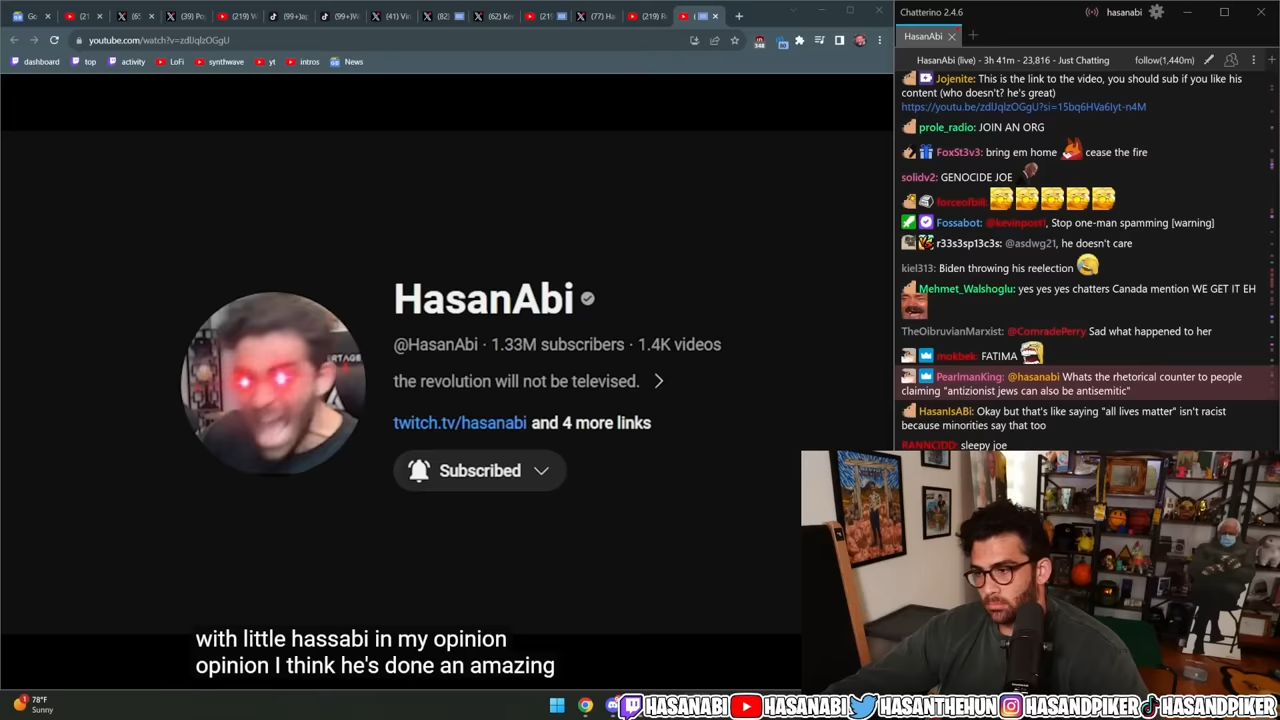 Chatterino 2.4.6
hasanabi
youtube.com/watch?v=zdlJqlzOGgU
HasanAbi
dashboard
top
activity
LoFi
synthwave
yt
intros
News
HasanAbi (live) - 3h 41m - 23,816 - Just Chatting
follow(1,440m)
Jojenite: This is the link to the video, you should sub if you like his
content (who doesn't? he's great)
https://youtu.be/zdlJqlzOGgU?si=15bq6HVa6Iyt-n4M
prole_radio: JOIN AN ORG
FoxSt3v3: bring em home cease the fire
solidv2: GENOCIDE JOE
Fossabot: @kevinpost1, Stop one-man spamming [warning]
r33s3sp13c3s: @asdwg21, he doesn't care
kiel313: Biden throwing his reelection
Mehmet_Walshoglu: yes yes yes chatters Canada mention WE GET IT EH
TheOibruvianMarxist: @ComradePerry Sad what happened to her
mokbek: FATIMA
PearlmanKing: @hasanabi Whats the rhetorical counter to people
claiming "antizionist jews can also be antisemitic"
HasanIsABi: Okay but that's like saying "all lives matter" isn't racist
because minorities say that too
RANNCIDD: sleepy joe
HasanAbi
@HasanAbi · 1.33M subscribers · 1.4K videos
the revolution will not be televised.
twitch.tv/hasanabi and 4 more links
Subscribed
with little hassabi in my opinion
opinion I think he's done an amazing
78°F
Sunny
HASANABI
HASANABI
HASANTHEHUN
HASANDPIKER
HASANDPIKER